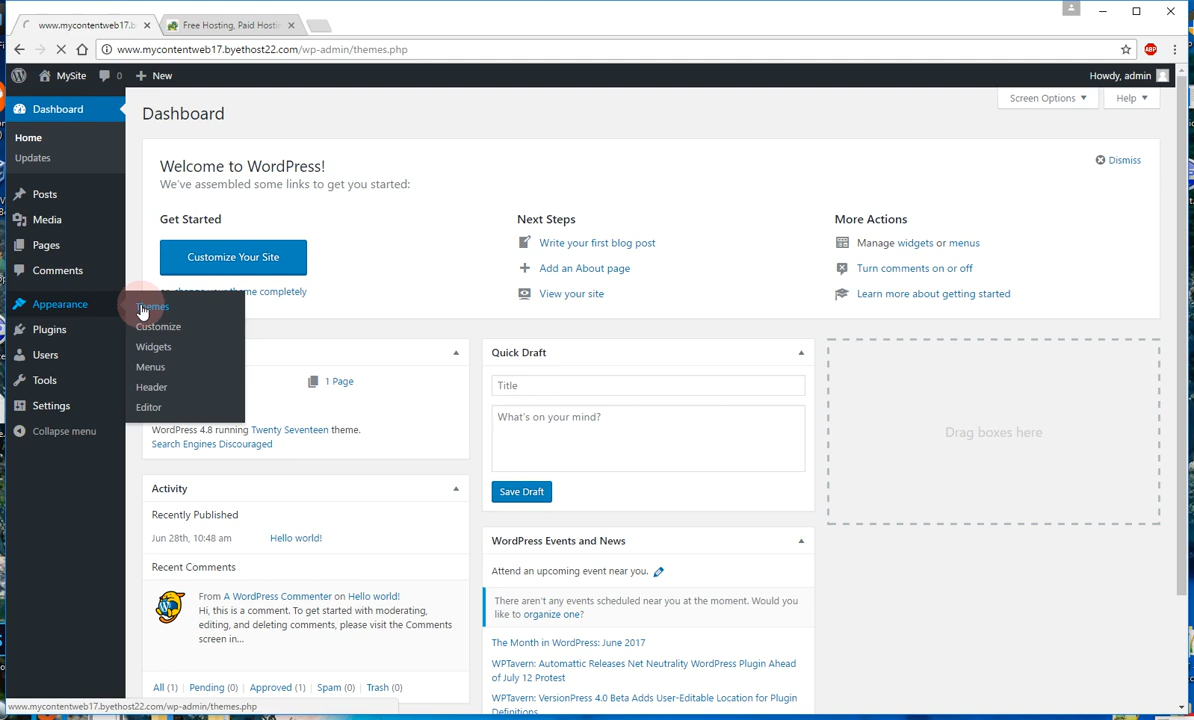 www.mycontentweb17.b
Free Hosting, Paid Hosti
www.mycontentweb17.byethost22.com/wp-admin/themes.php
ABP
MySite
0
New
Howdy, admin
Dashboard
Home
Updates
Posts
Media
Pages
Comments
Appearance
Plugins
Users
Tools
Settings
Collapse menu
Themes
Customize
Widgets
Menus
Header
Editor
Dashboard
Screen Options
Help
Welcome to WordPress!
We've assembled some links to get you started:
Dismiss
Get Started
Customize Your Site
eme completely
Next Steps
Write your first blog post
Add an About page
View your site
More Actions
Manage widgets or menus
Turn comments on or off
Learn more about getting started
1 Page
WordPress 4.8 running Twenty Seventeen theme.
Search Engines Discouraged
Activity
Recently Published
Jun 28th, 10:48 am Hello world!
Recent Comments
From A WordPress Commenter on Hello world!
Hi, this is a comment. To get started with moderating,
editing, and deleting comments, please visit the Comments
screen in...
All (1) | Pending (0) | Approved (1) | Spam (0) | Trash (0)
Quick Draft
Title
What's on your mind?
Save Draft
WordPress Events and News
Attend an upcoming event near you.
There aren't any events scheduled near you at the moment. Would you
like to organize one?
The Month in WordPress: June 2017
WPTavern: Automattic Releases Net Neutrality WordPress Plugin Ahead
of July 12 Protest
WPTavern: VersionPress 4.0 Beta Adds User-Editable Location for Plugin
Definitions
Drag boxes here
www.mycontentweb17.byethost22.com/wp-admin/themes.php